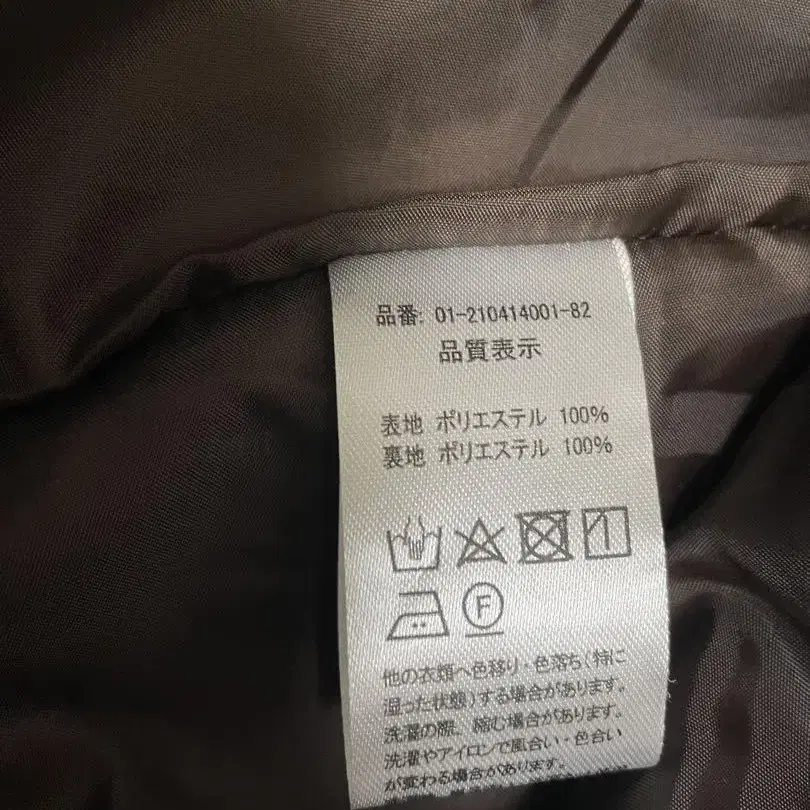 品番: 01-210414001-82
品質表示
表地 ポリエステル 100%
裏地 ポリエステル 100%
F
他の衣類へ色移り・色落ち(特に
湿った状態)する場合があります。
洗濯の際、縮む場合があります。
洗濯やアイロンで風合い・色合い
が変わる場合があります。